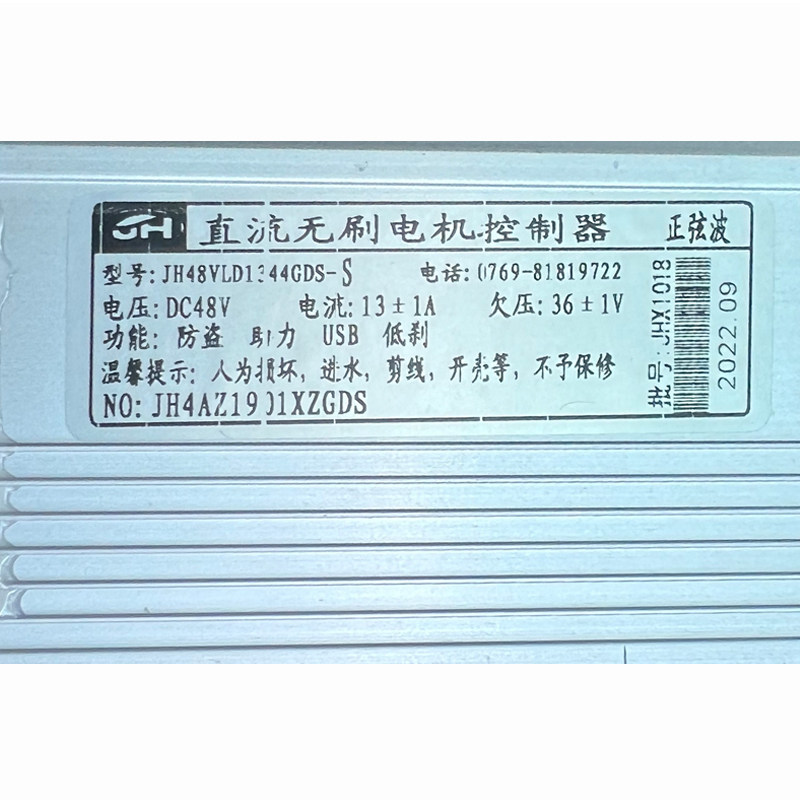 JH 直流无刷电机控制器 正弦波
型号: JH48VLD1344GDS-S 电话: 0769-81819722
电压: DC48V 电流: 13±1A 欠压: 36±1V
功能: 防盗 助力 USB 低刹
温馨提示: 人为损坏, 进水, 剪线, 开壳等, 不予保修
NO: JH4AZ1901XZGDS
批号: JHX1018
2022.09